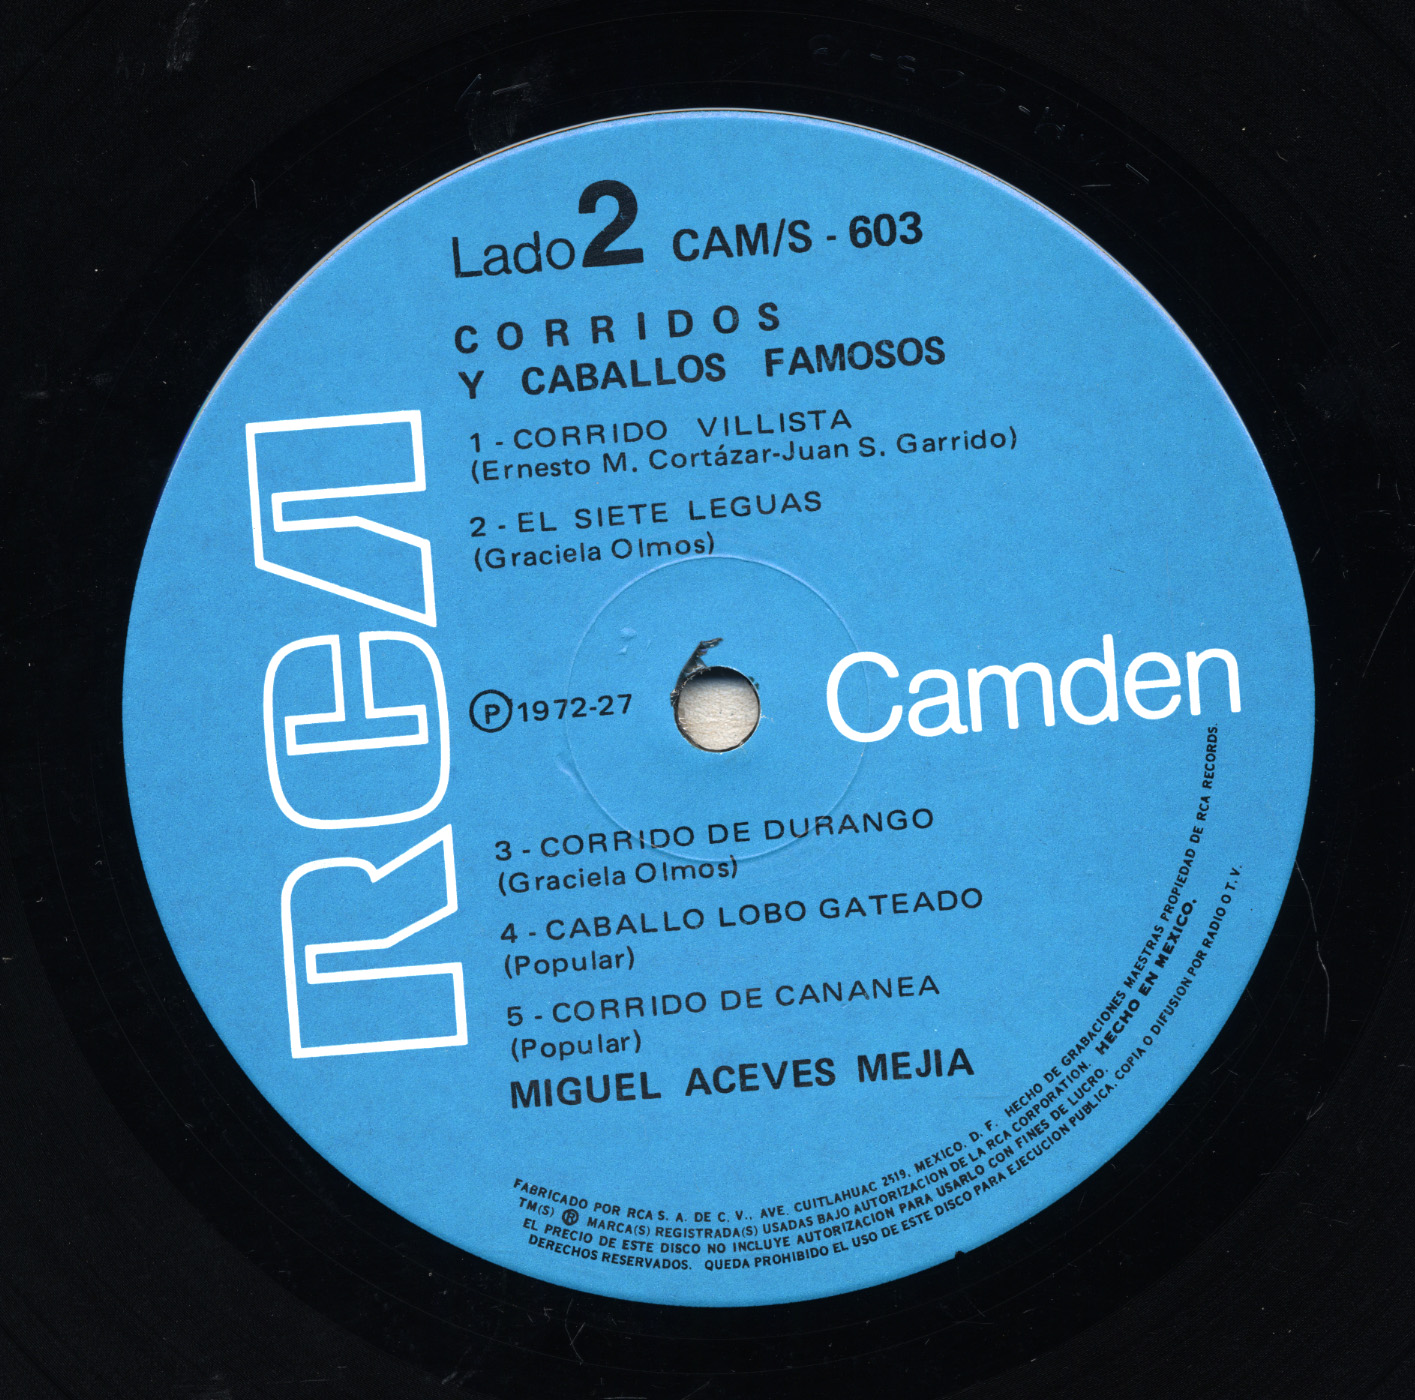 Lado 2 CAM/S - 603
CORRIDOS
Y CABALLOS FAMOSOS
1 - CORRIDO VILLISTA
(Ernesto M. Cortázar-Juan S. Garrido)
2 - EL SIETE LEGUAS
(Graciela Olmos)
RCA
Ⓟ 1972-27
Camden
3 - CORRIDO DE DURANGO
(Graciela Olmos)
4 - CABALLO LOBO GATEADO
(Popular)
5 - CORRIDO DE CANANEA
(Popular)
MIGUEL ACEVES MEJIA
FABRICADO POR RCA S. A. DE C. V., AVE. CUITLAHUAC 2519, MEXICO, D. F. HECHO DE GRABACIONES MAESTRAS PROPIEDAD DE RCA RECORDS.
TM(S) ® MARCA(S) REGISTRADA(S) USADAS BAJO AUTORIZACION DE LA RCA CORPORATION. HECHO EN MEXICO.
EL PRECIO DE ESTE DISCO NO INCLUYE AUTORIZACION PARA USARLO CON FINES DE LUCRO.
DERECHOS RESERVADOS. QUEDA PROHIBIDO EL USO DE ESTE DISCO PARA EJECUCION PUBLICA, COPIA O DIFUSION POR RADIO O T. V.